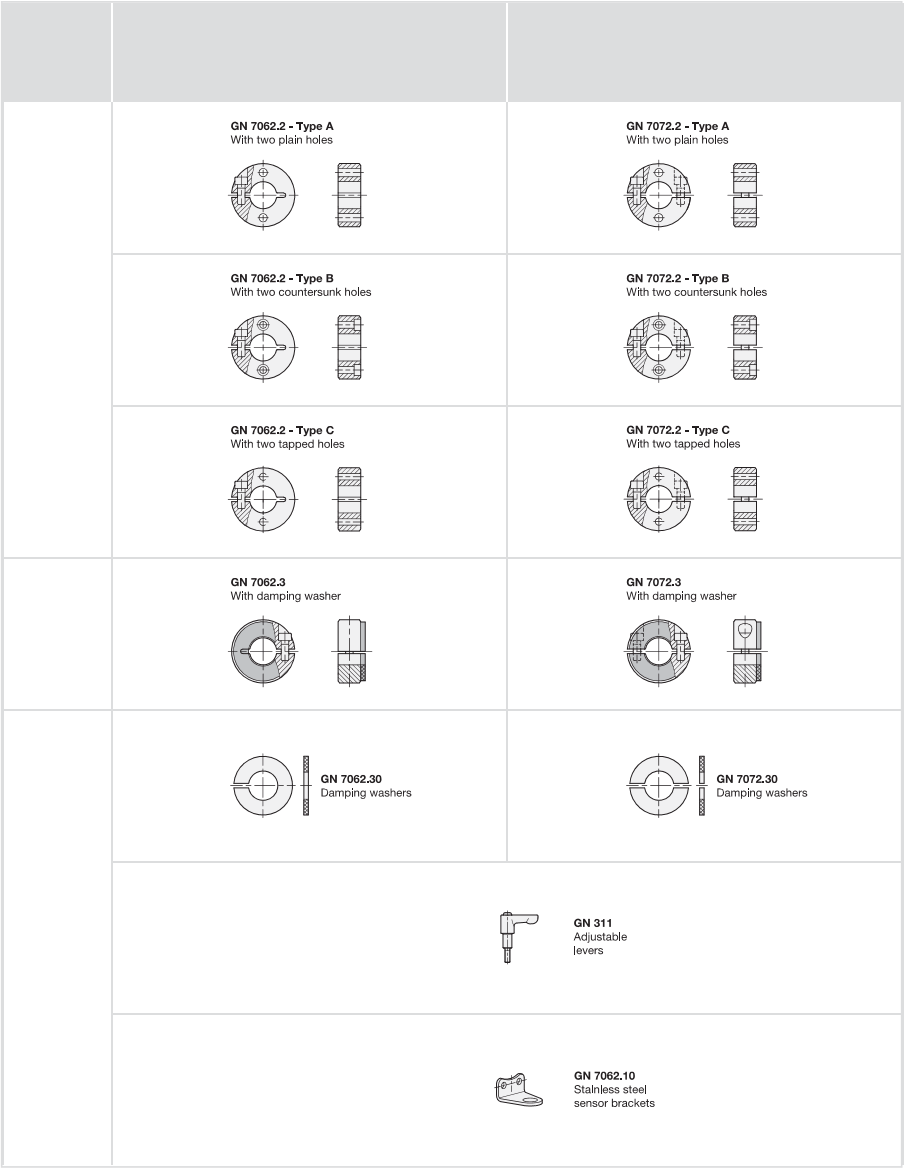 GN 7062.2 - Type A
With two plain holes
GN 7072.2 - Type A
With two plain holes
GN 7062.2 - Type B
With two countersunk holes
GN 7072.2 - Type B
With two countersunk holes
GN 7062.2 - Type C
With two tapped holes
GN 7072.2 - Type C
With two tapped holes
GN 7062.3
With damping washer
GN 7072.3
With damping washer
GN 7062.30
Damping washers
GN 7072.30
Damping washers
GN 311
Adjustable
levers
GN 7062.10
Stainless steel
sensor brackets